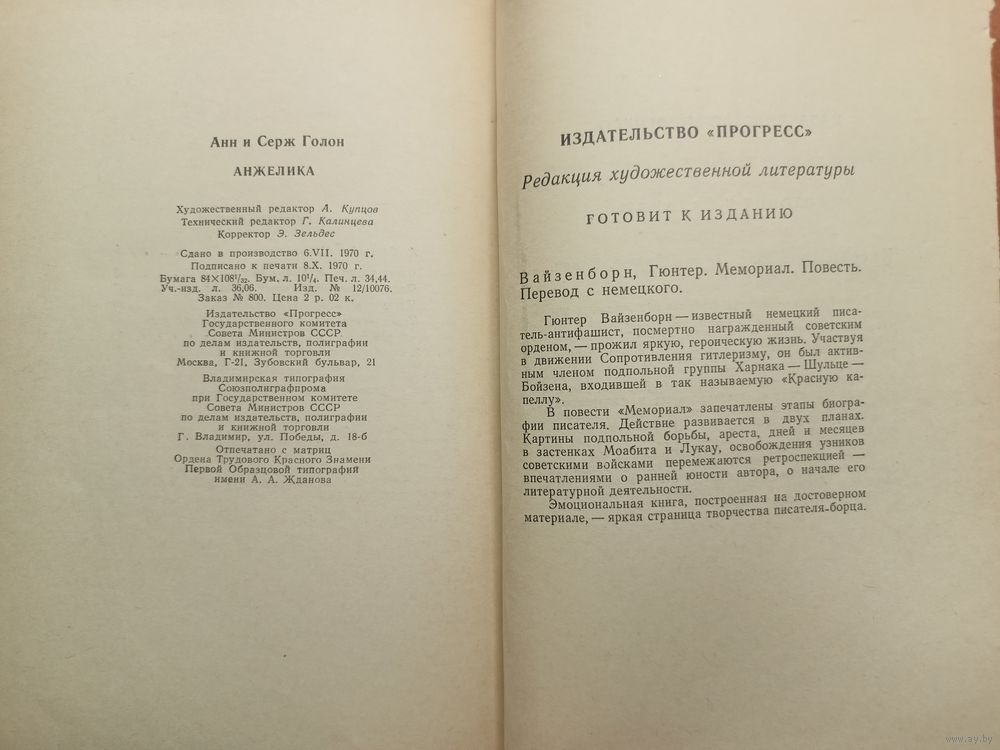 Анн и Серж Голон
АНЖЕЛИКА
Художественный редактор А. Купцов
Технический редактор Г. Калинцева
Корректор Э. Зельдес
Сдано в производство 6.VII. 1970 г.
Подписано к печати 8.X. 1970 г.
Бумага 84×108¹/₃₂. Бум. л. 10¹/₄. Печ. л. 34,44.
Уч.-изд. л. 36,06. Изд. № 12/10076.
Заказ № 800. Цена 2 р. 02 к.
Издательство «Прогресс»
Государственного комитета
Совета Министров СССР
по делам издательств, полиграфии
и книжной торговли
Москва, Г-21, Зубовский бульвар, 21
Владимирская типография
Союзполиграфпрома
при Государственном комитете
Совета Министров СССР
по делам издательств, полиграфии
и книжной торговли
Г. Владимир, ул. Победы, д. 18-б
Отпечатано с матриц
Ордена Трудового Красного Знамени
Первой Образцовой типографий
имени А. А. Жданова
ИЗДАТЕЛЬСТВО «ПРОГРЕСС»
Редакция художественной литературы
ГОТОВИТ К ИЗДАНИЮ
Вайзенборн, Гюнтер. Мемориал. Повесть.
Перевод с немецкого.
Гюнтер Вайзенборн — известный немецкий писа-
тель-антифашист, посмертно награжденный советским
орденом, — прожил яркую, героическую жизнь. Участвуя
в движении Сопротивления гитлеризму, он был актив-
ным членом подпольной группы Харнака — Шульце —
Бойзена, входившей в так называемую «Красную ка-
пеллу».
В повести «Мемориал» запечатлены этапы биогра-
фии писателя. Действие развивается в двух планах.
Картины подпольной борьбы, ареста, дней и месяцев
в застенках Моабита и Лукау, освобождения узников
советскими войсками перемежаются ретроспекцией —
впечатлениями о ранней юности автора, о начале его
литературной деятельности.
Эмоциональная книга, построенная на достоверном
материале, — яркая страница творчества писателя-борца.
www.ay.by